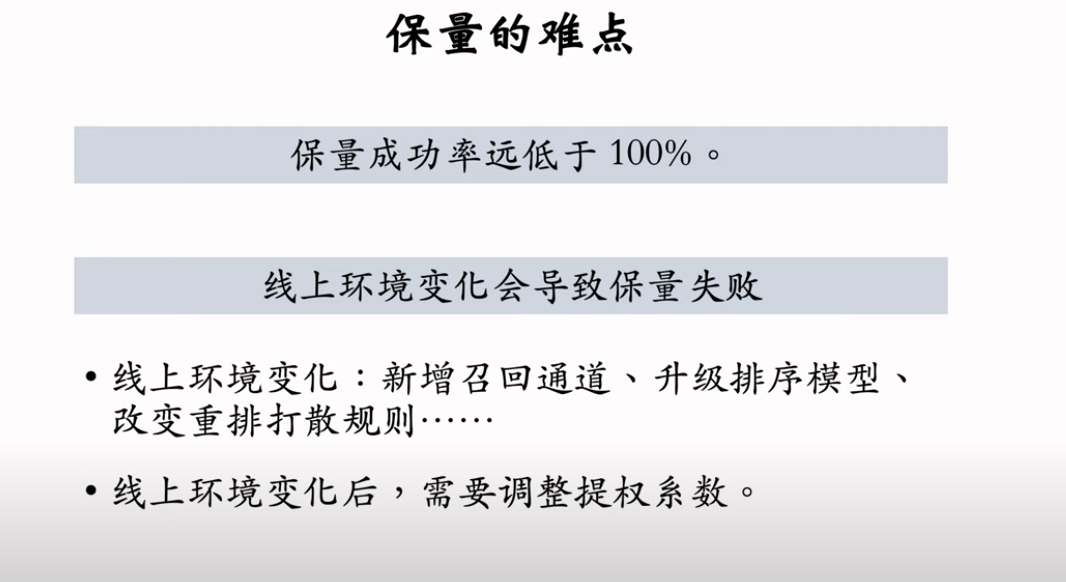 保量的难点
保量成功率远低于 100%。
线上环境变化会导致保量失败
• 线上环境变化：新增召回通道、升级排序模型、
改变重排打散规则……
• 线上环境变化后，需要调整提权系数。